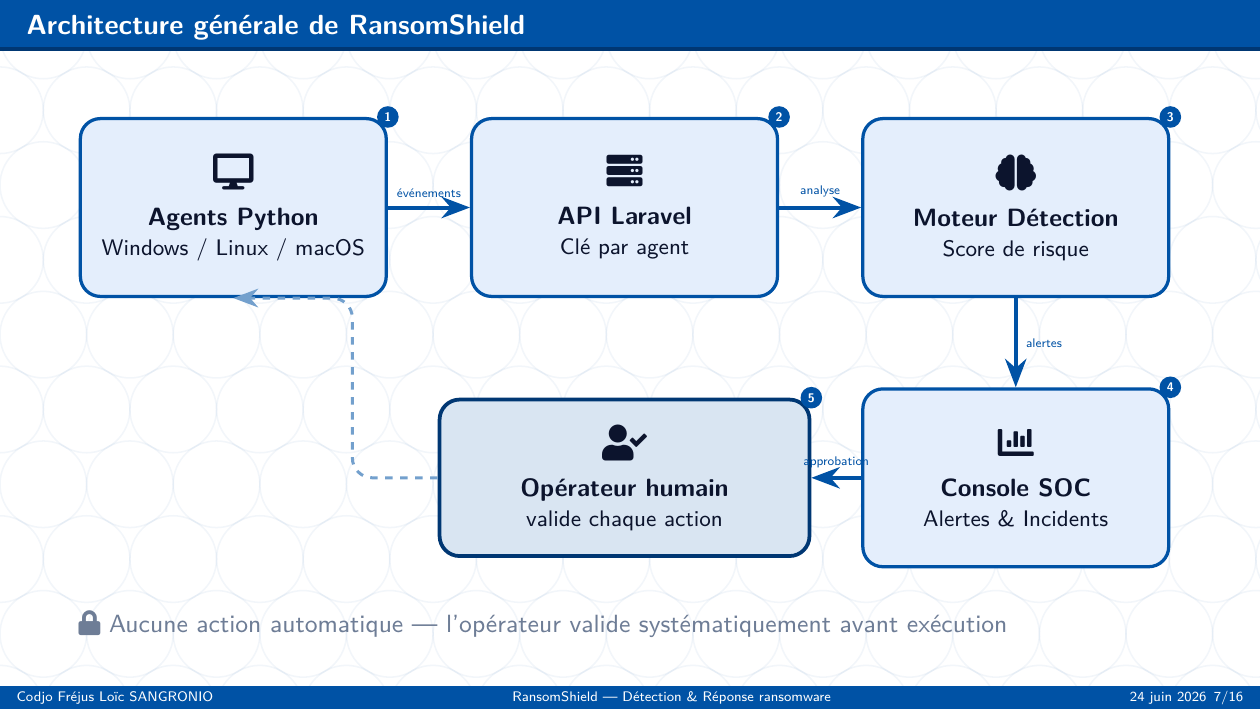 Architecture générale de RansomShield
1
Agents Python
Windows / Linux / macOS
événements
2
API Laravel
Clé par agent
analyse
3
Moteur Détection
Score de risque
alertes
4
Console SOC
Alertes & Incidents
approbation
5
Opérateur humain
valide chaque action
Aucune action automatique — l'opérateur valide systématiquement avant exécution
Codjo Fréjus Loïc SANGRONIO
RansomShield — Détection & Réponse ransomware
24 juin 2026 7/16